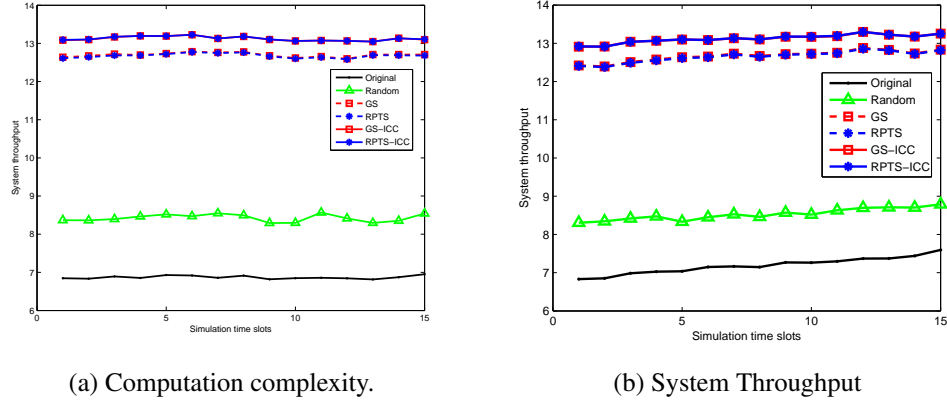 14
13
12
11
10
9
8
7
6
0
5
10
15
System throughput
Simulation time slots
Original
Random
GS
RPTS
GS−ICC
RPTS−ICC
(a) Computation complexity.
14
13
12
11
10
9
8
7
6
0
5
10
15
System throughput
Simulation time slots
Original
Random
GS
RPTS
GS−ICC
RPTS−ICC
(b) System Throughput